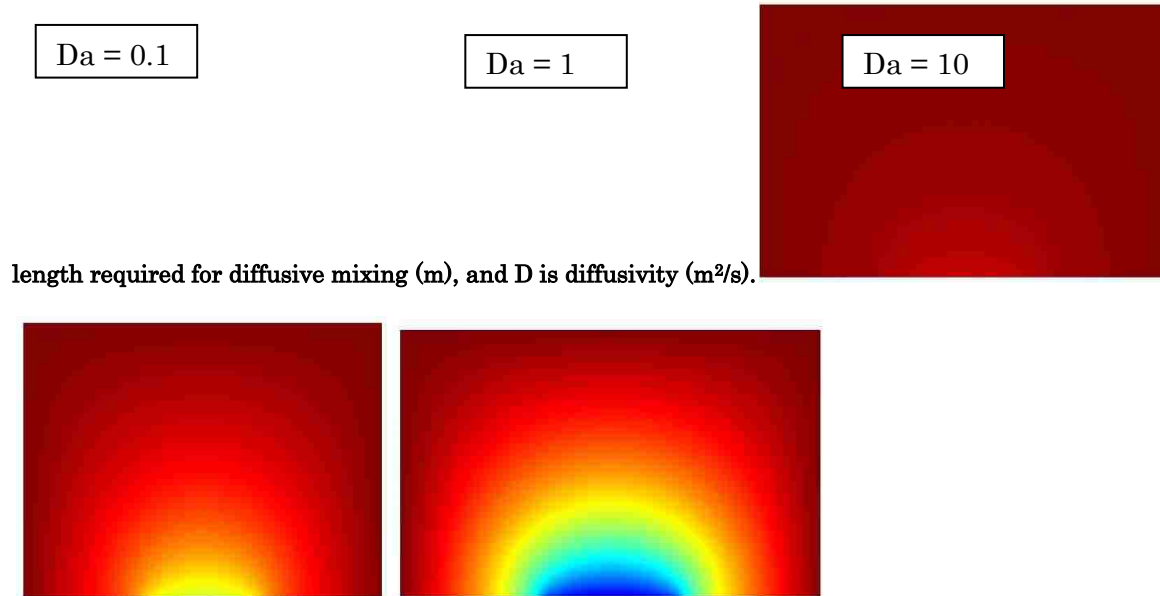 Da = 0.1
Da = 1
Da = 10
length required for diffusive mixing (m), and D is diffusivity (m²/s).